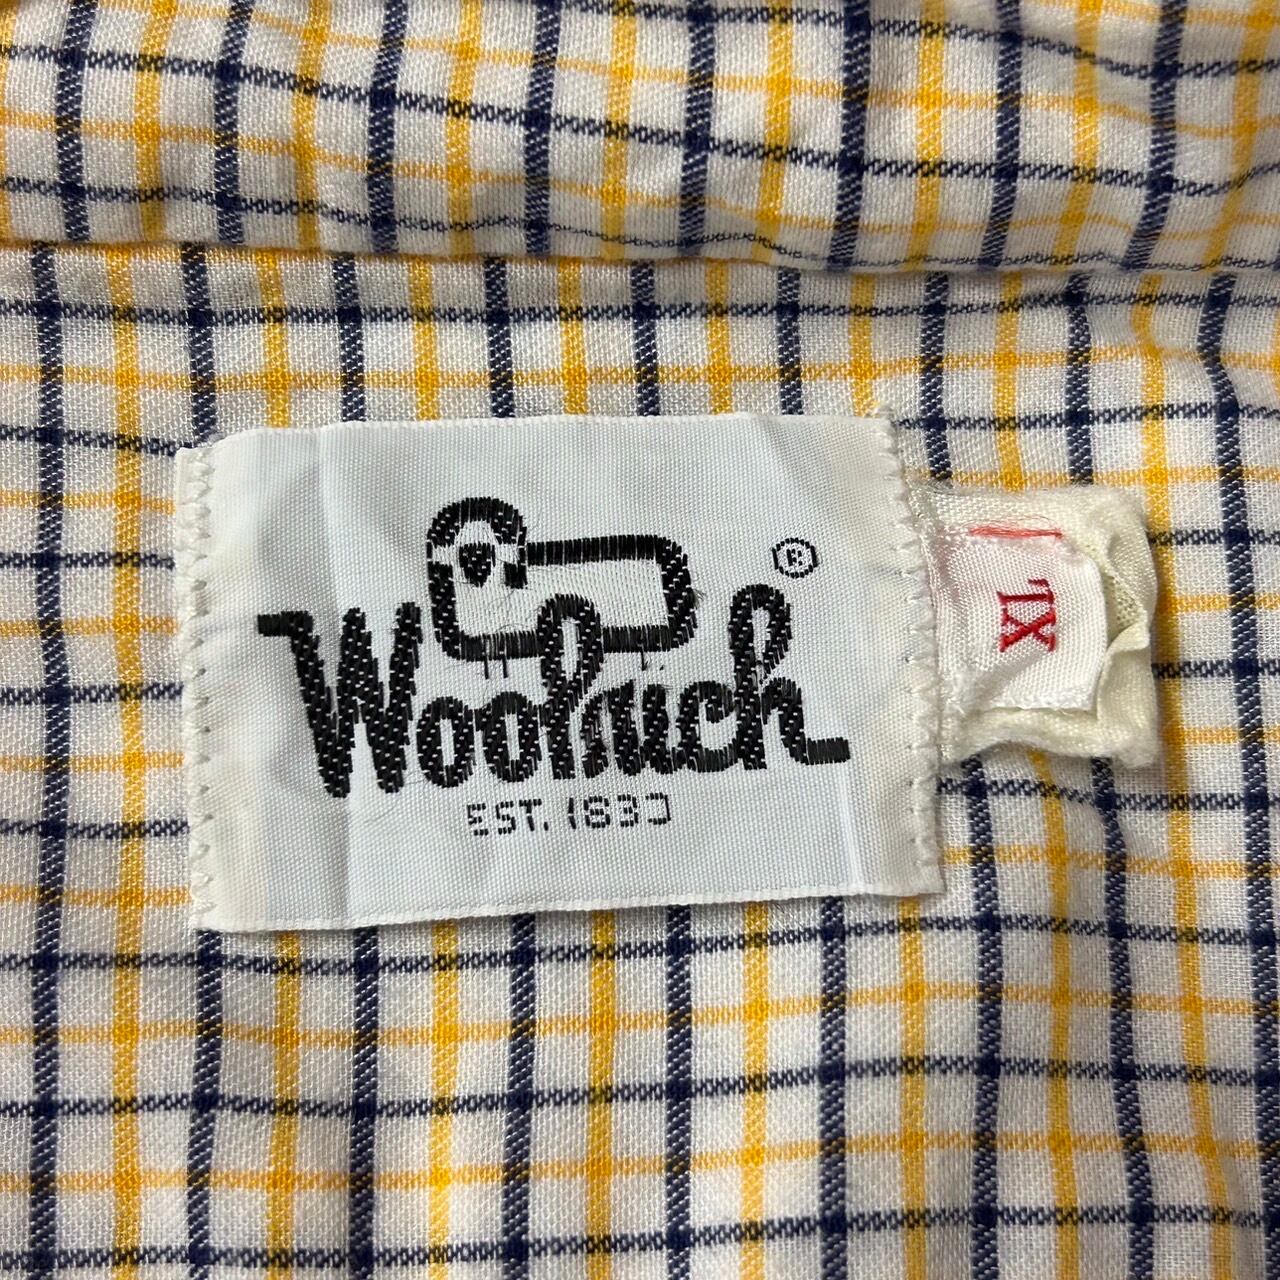 Woolrich ®
EST. 1830
XL